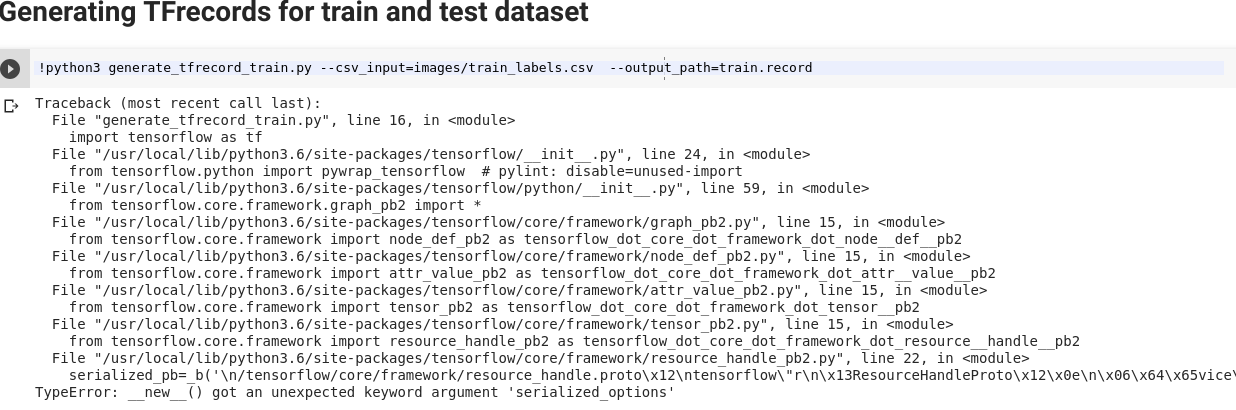 Generating TFrecords for train and test dataset
!python3 generate_tfrecord_train.py --csv_input=images/train_labels.csv  --output_path=train.record
Traceback (most recent call last):
  File "generate_tfrecord_train.py", line 16, in <module>
    import tensorflow as tf
  File "/usr/local/lib/python3.6/site-packages/tensorflow/__init__.py", line 24, in <module>
    from tensorflow.python import pywrap_tensorflow  # pylint: disable=unused-import
  File "/usr/local/lib/python3.6/site-packages/tensorflow/python/__init__.py", line 59, in <module>
    from tensorflow.core.framework.graph_pb2 import *
  File "/usr/local/lib/python3.6/site-packages/tensorflow/core/framework/graph_pb2.py", line 15, in <module>
    from tensorflow.core.framework import node_def_pb2 as tensorflow_dot_core_dot_framework_dot_node__def__pb2
  File "/usr/local/lib/python3.6/site-packages/tensorflow/core/framework/node_def_pb2.py", line 15, in <module>
    from tensorflow.core.framework import attr_value_pb2 as tensorflow_dot_core_dot_framework_dot_attr__value__pb2
  File "/usr/local/lib/python3.6/site-packages/tensorflow/core/framework/attr_value_pb2.py", line 15, in <module>
    from tensorflow.core.framework import tensor_pb2 as tensorflow_dot_core_dot_framework_dot_tensor__pb2
  File "/usr/local/lib/python3.6/site-packages/tensorflow/core/framework/tensor_pb2.py", line 15, in <module>
    from tensorflow.core.framework import resource_handle_pb2 as tensorflow_dot_core_dot_framework_dot_resource__handle__pb2
  File "/usr/local/lib/python3.6/site-packages/tensorflow/core/framework/resource_handle_pb2.py", line 22, in <module>
    serialized_pb=_b('\n/tensorflow/core/framework/resource_handle.proto\x12\ntensorflow\"r\n\x13ResourceHandleProto\x12\x0e\n\x06\x64\x65vice\
TypeError: __new__() got an unexpected keyword argument 'serialized_options'